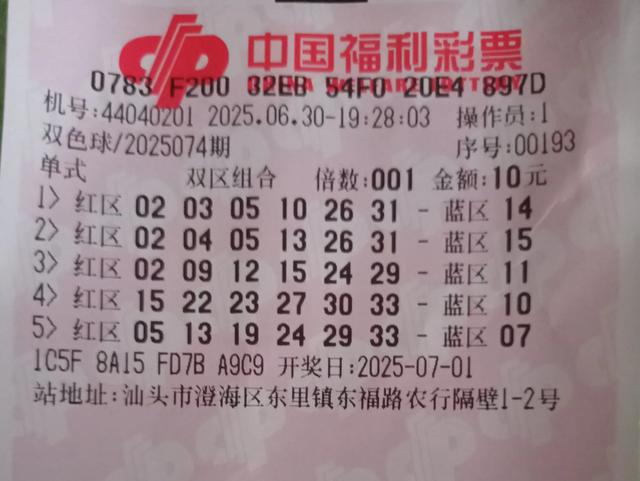 中国福利彩票
CHINA WELFARE LOTTERY
0783 F200 32EB 54F0 20E4 897D
机号:44040201 2025.06.30-19:28:03 操作员:1
双色球/2025074期 序号:00193
单式 双区组合 倍数:001 金额:10元
1> 红区 02 03 05 10 26 31 - 蓝区 14
2> 红区 02 04 05 13 26 31 - 蓝区 15
3> 红区 02 09 12 15 24 29 - 蓝区 11
4> 红区 15 22 23 27 30 33 - 蓝区 10
5> 红区 05 13 19 24 29 33 - 蓝区 07
1C5F 8A15 FD7B A9C9 开奖日:2025-07-01
站地址:汕头市澄海区东里镇东福路农行隔壁1-2号